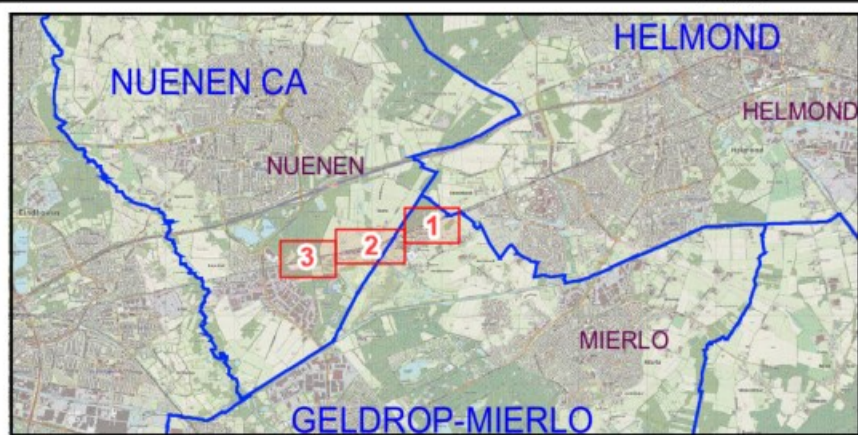 HELMOND
NUENEN CA
HELMOND
NUENEN
1
2
3
MIERLO
GELDROP-MIERLO